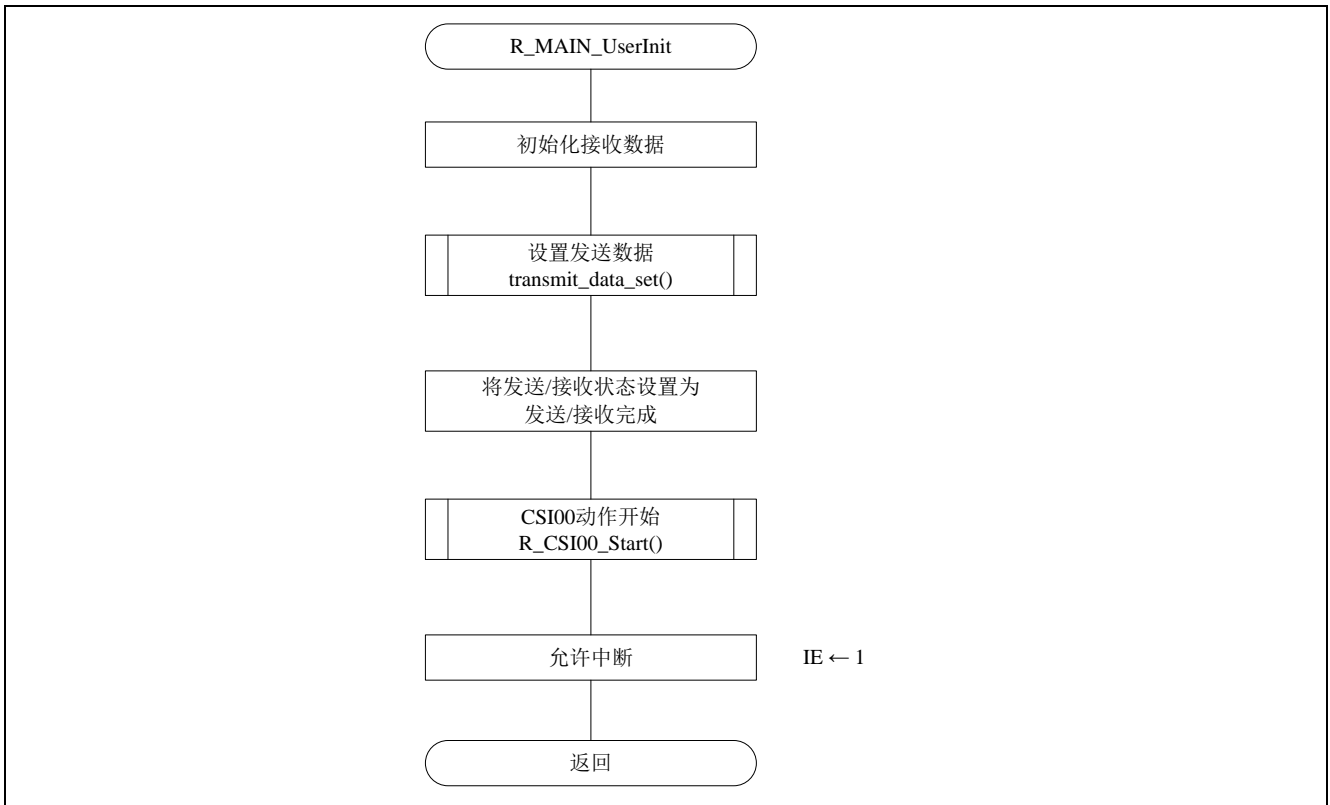 R_MAIN_UserInit
初始化接收数据
设置发送数据
transmit_data_set()
将发送/接收状态设置为
发送/接收完成
CSI00动作开始
R_CSI00_Start()
允许中断
IE ← 1
返回